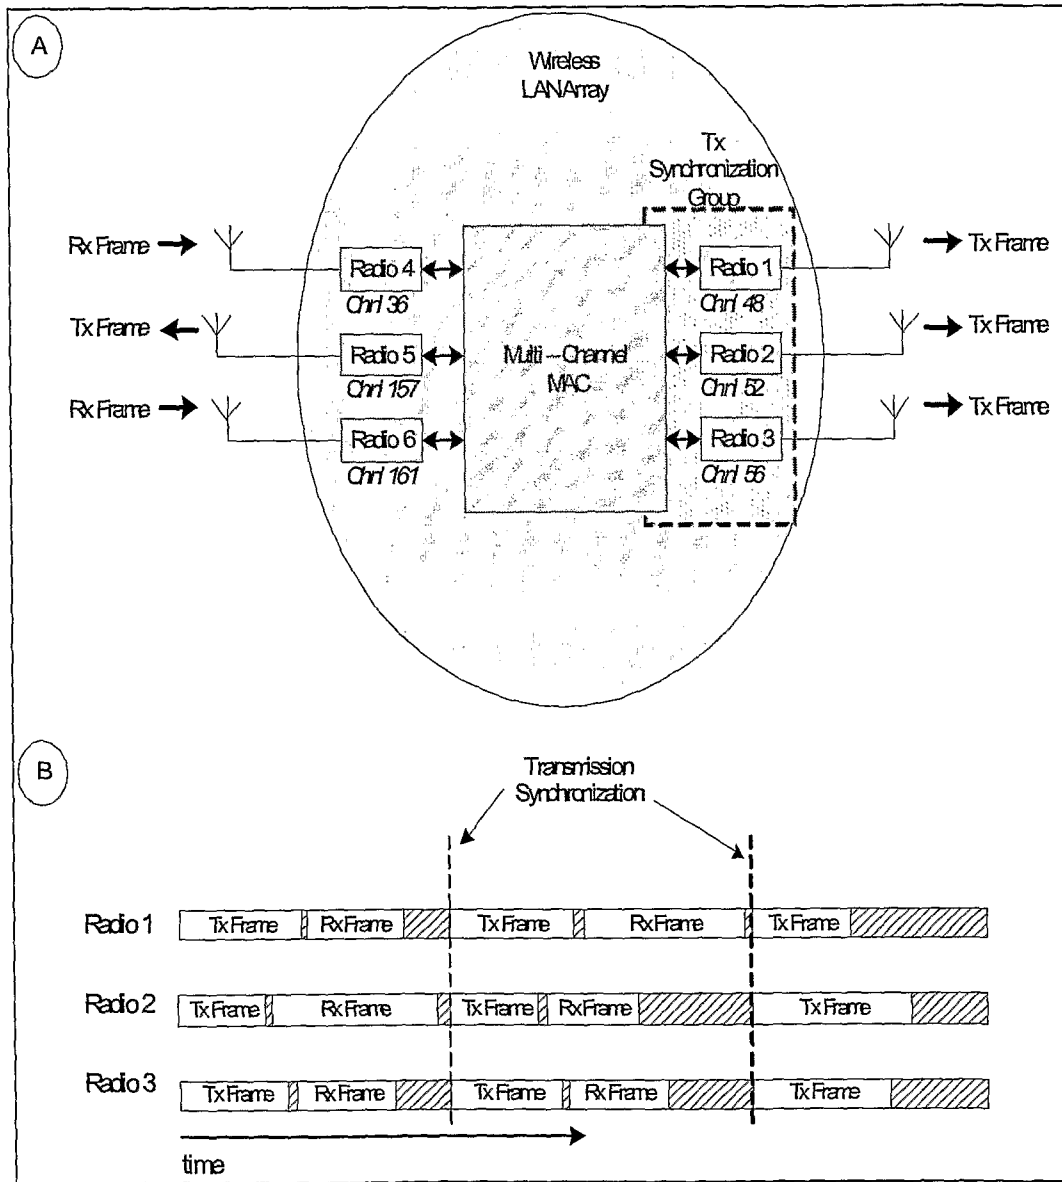 A
Wireless
LAN Array
Tx
Synchronization
Group
Rx Frame
Radio 4
Chnl 36
Radio 1
Chnl 48
Tx Frame
Tx Frame
Radio 5
Chnl 157
Multi-Channel
MAC
Radio 2
Chnl 52
Tx Frame
Rx Frame
Radio 6
Chnl 161
Radio 3
Chnl 56
Tx Frame
B
Transmission
Synchronization
Radio 1
Tx Frame
Rx Frame
Tx Frame
Rx Frame
Tx Frame
Radio 2
Tx Frame
Rx Frame
Tx Frame
Rx Frame
Tx Frame
Radio 3
Tx Frame
Rx Frame
Tx Frame
Rx Frame
Tx Frame
time